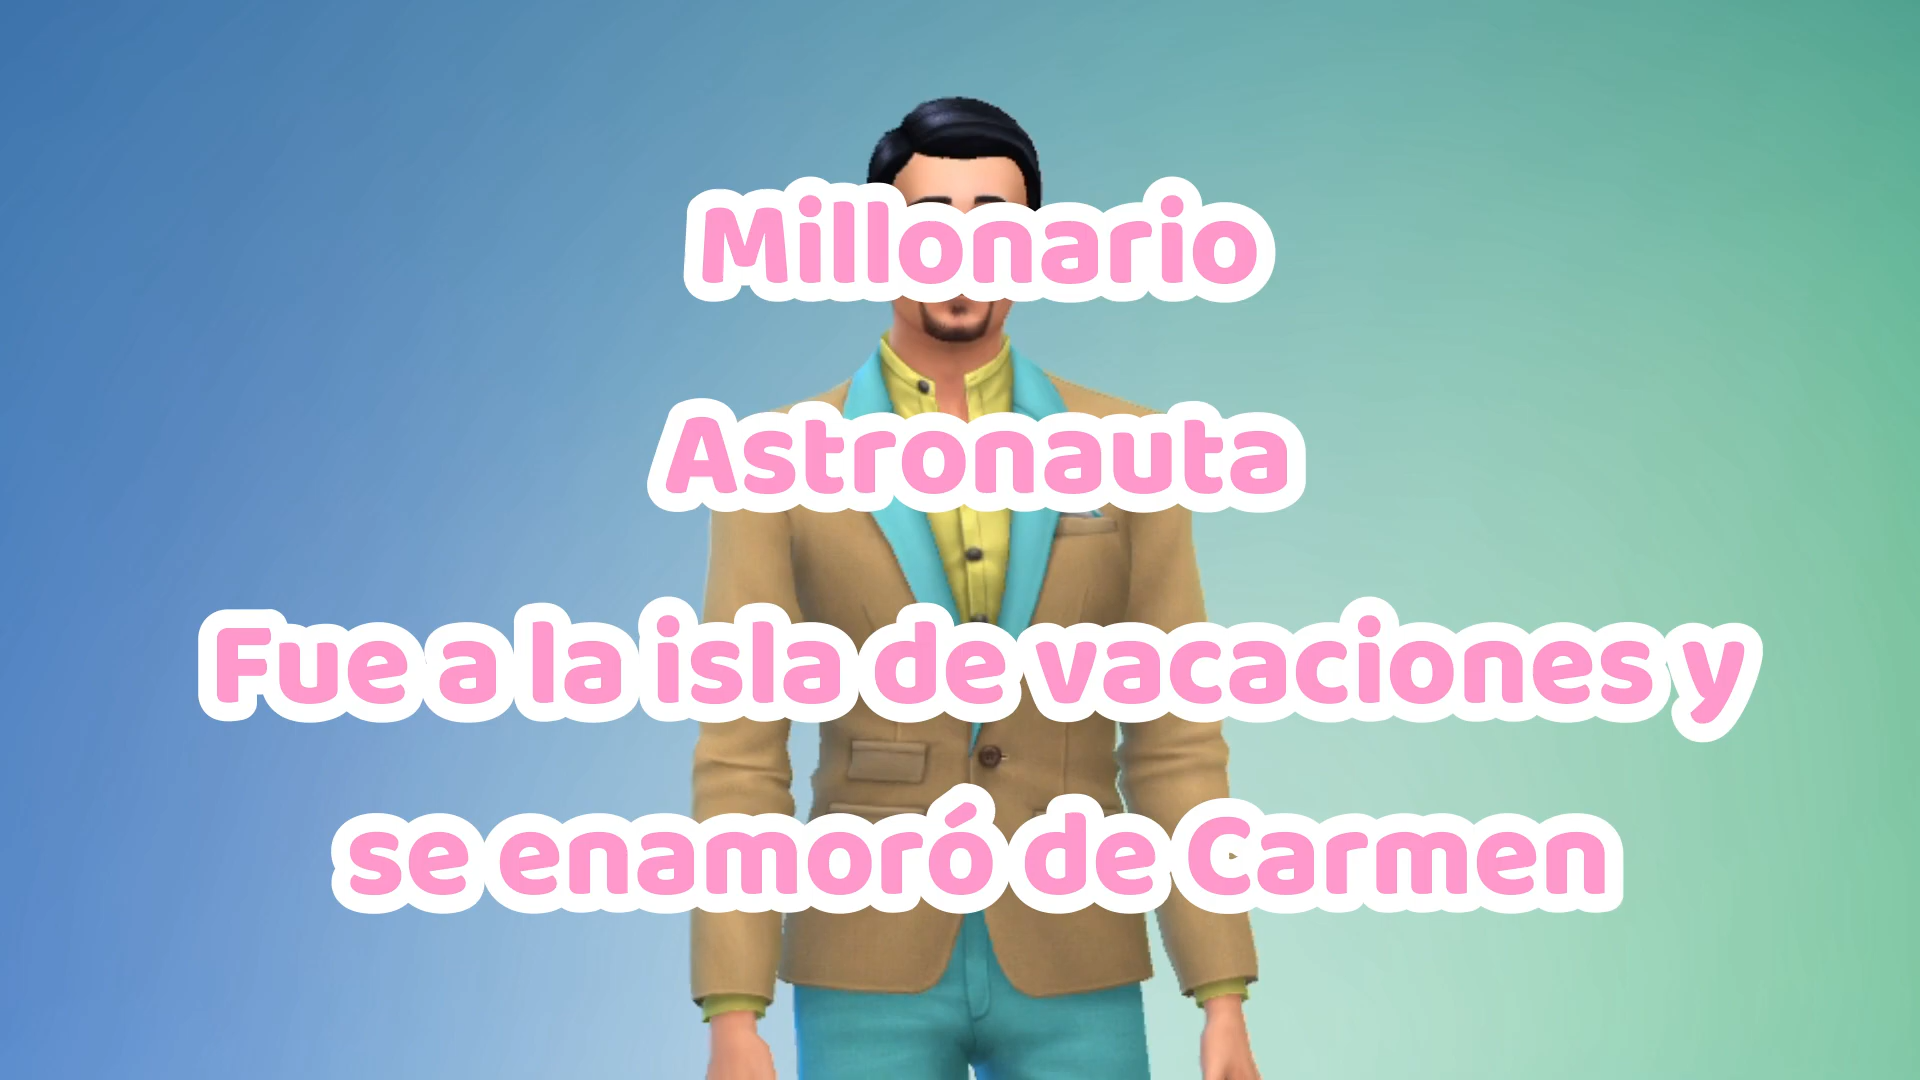 Millonario
Astronauta
Fue a la isla de vacaciones y
se enamoró de Carmen